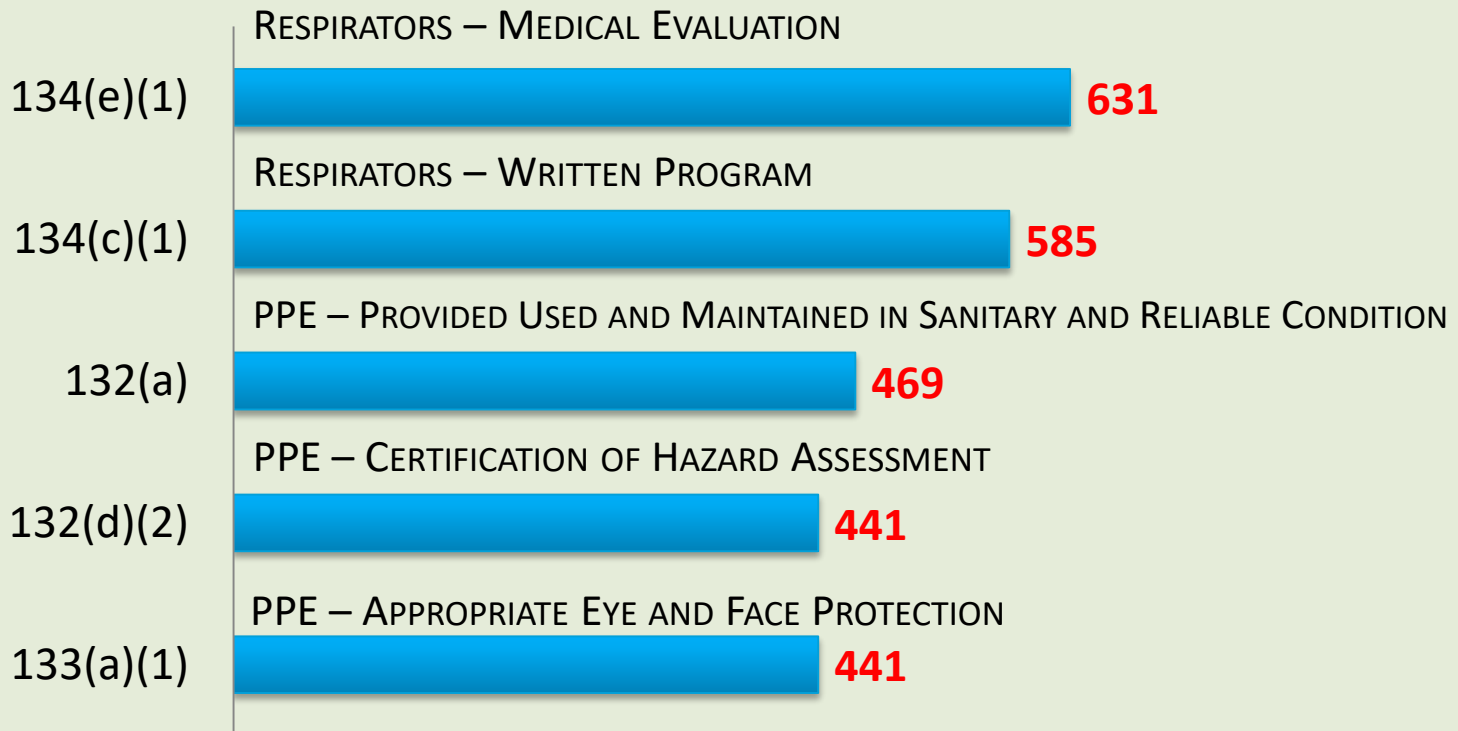 Respirators – Medical Evaluation
134(e)(1) 631
Respirators – Written Program
134(c)(1) 585
PPE – Provided Used and Maintained in Sanitary and Reliable Condition
132(a) 469
PPE – Certification of Hazard Assessment
132(d)(2) 441
PPE – Appropriate Eye and Face Protection
133(a)(1) 441